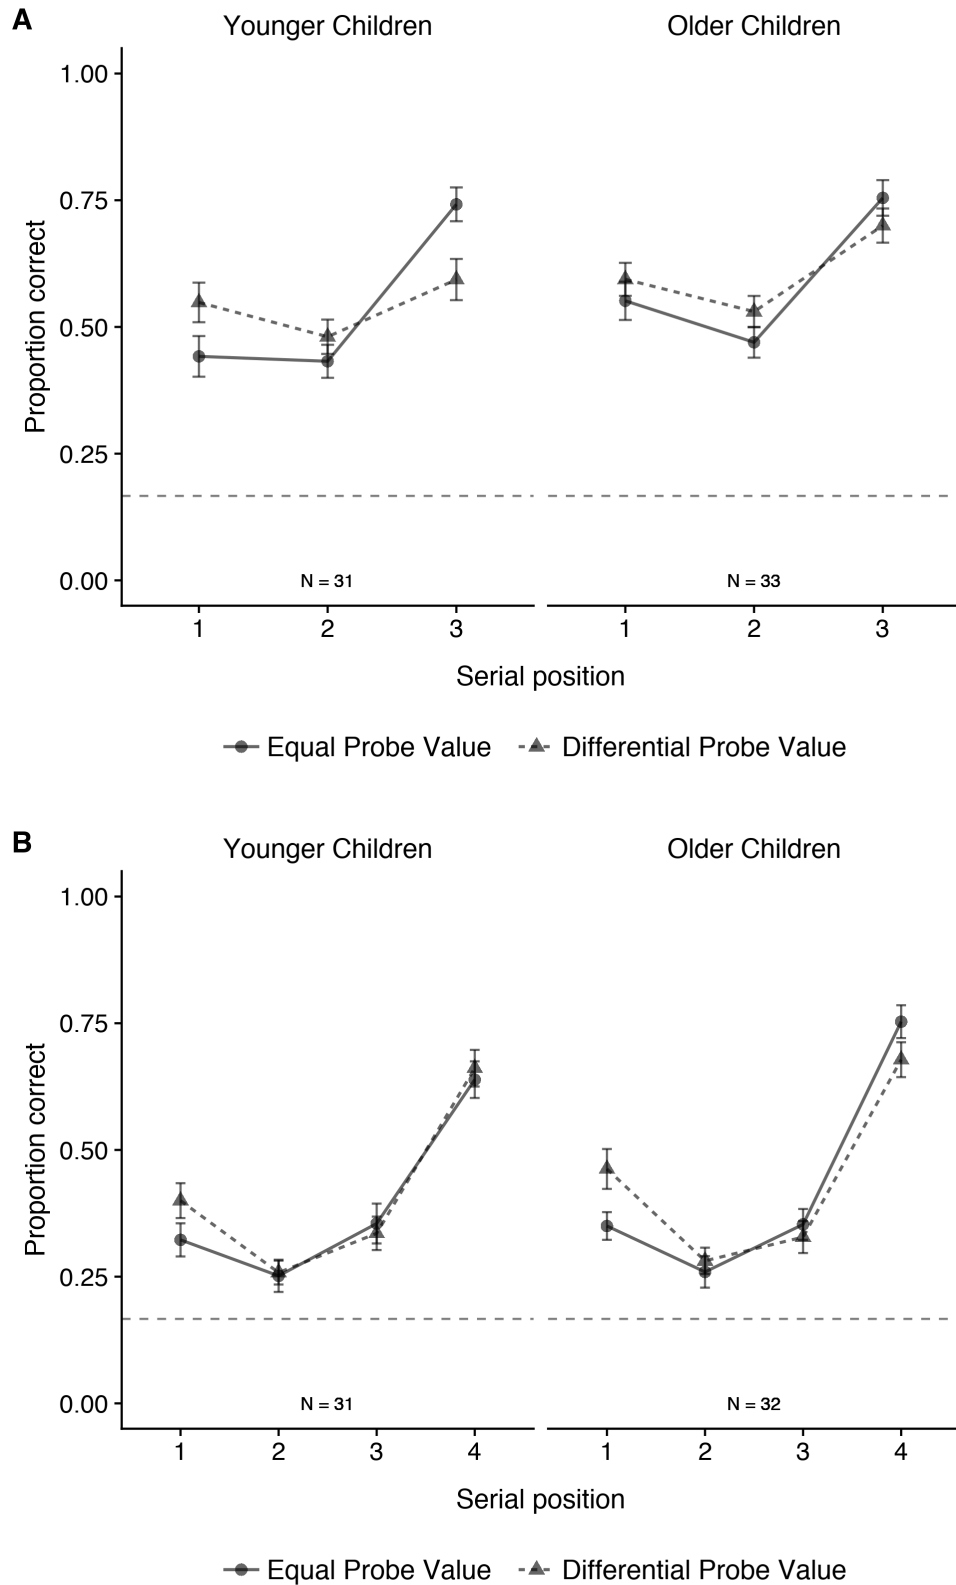 A
Younger Children Older Children
1.00
0.75
0.50
0.25
0.00
Proportion correct
N = 31 N = 33
1 2 3 1 2 3
Serial position
Equal Probe Value Differential Probe Value
B
Younger Children Older Children
1.00
0.75
0.50
0.25
0.00
Proportion correct
N = 31 N = 32
1 2 3 4 1 2 3 4
Serial position
Equal Probe Value Differential Probe Value